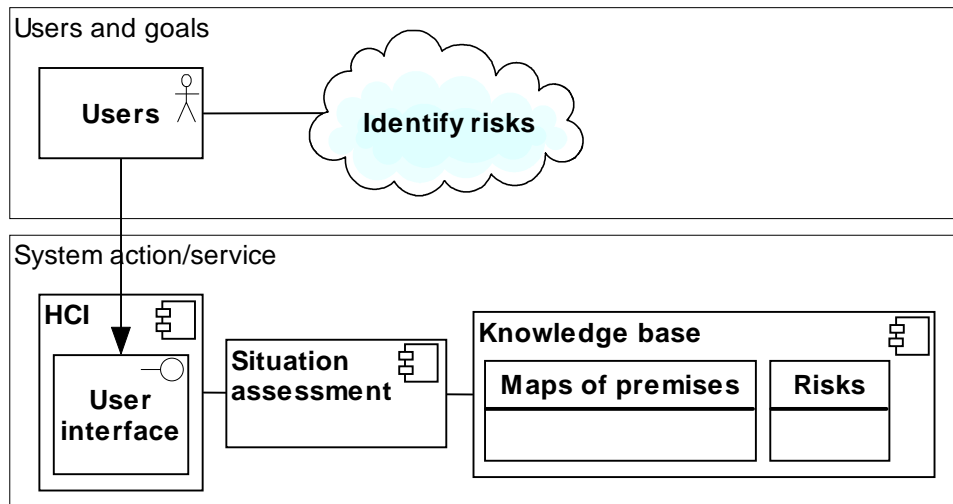 Users and goals
Users
Identify risks
System action/service
HCI
User
interface
Situation
assessment
Knowledge base
Maps of premises
Risks